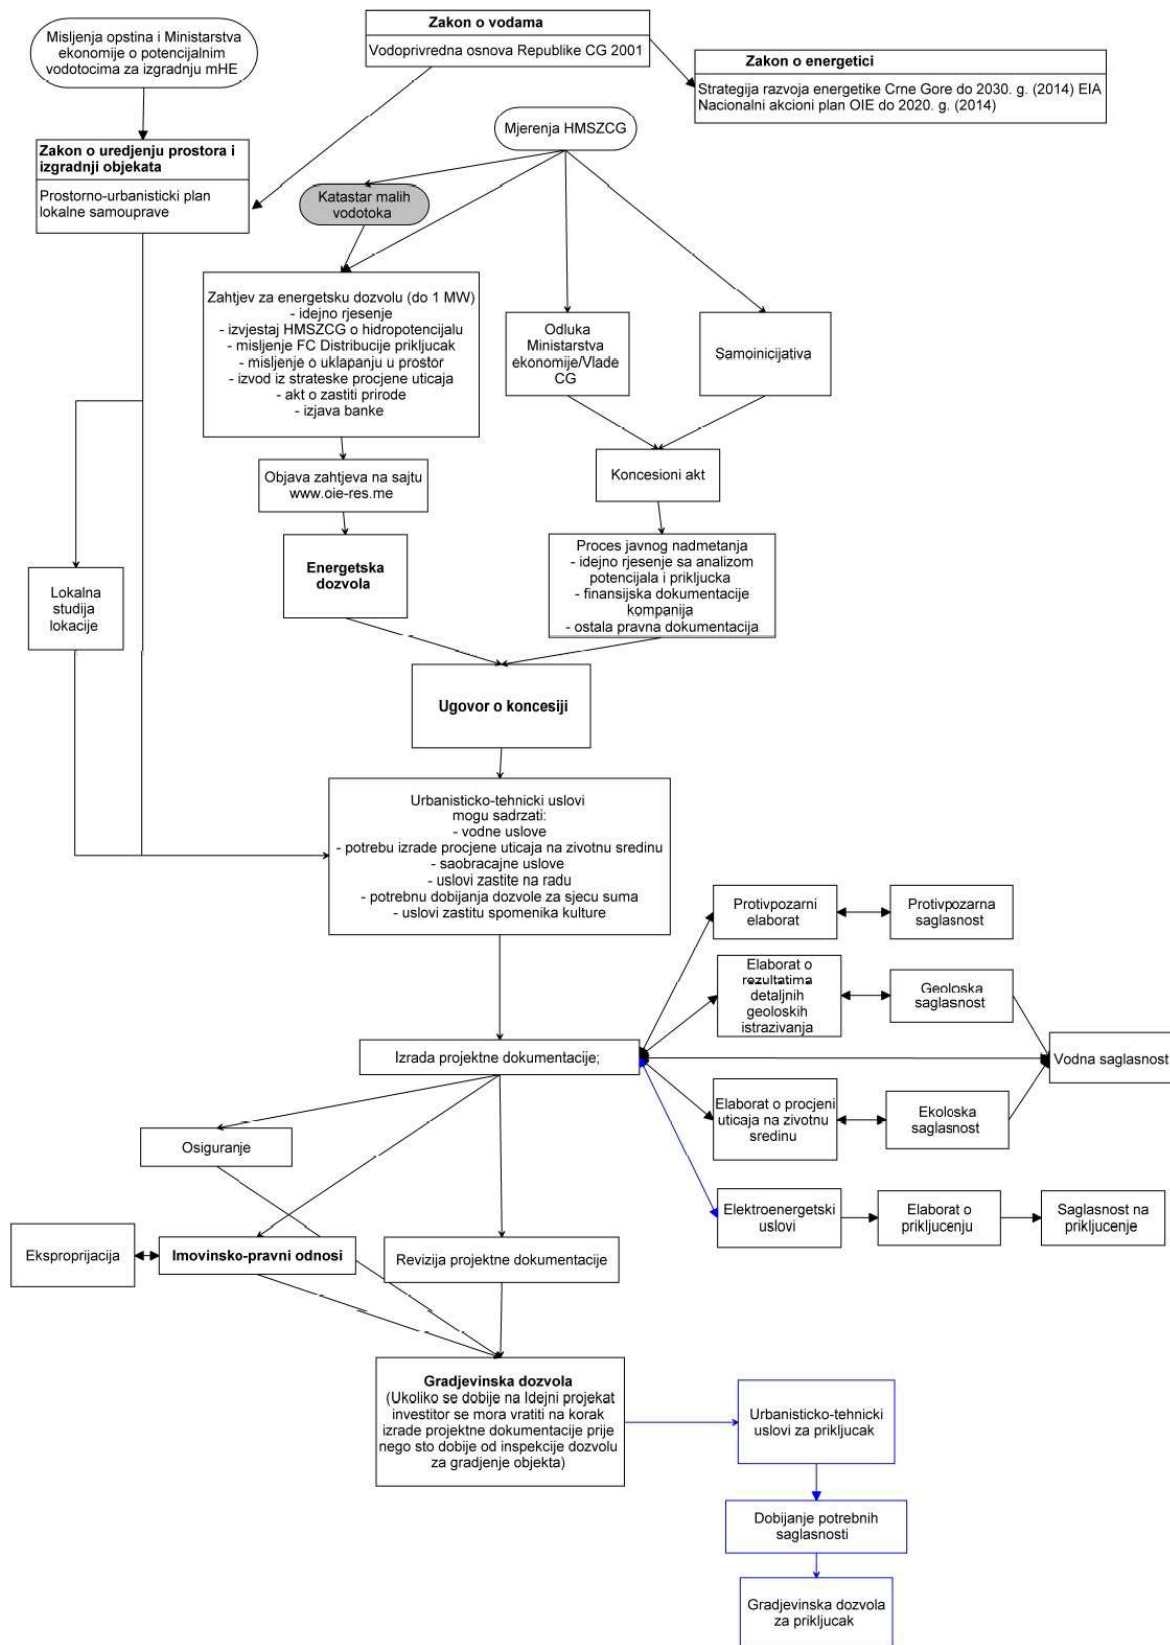 Misljenja opstina i Ministarstva
ekonomije o potencijalnim
vodotocima za izgradnju mHE
Zakon o vodama
Vodoprivredna osnova Republike CG 2001
Zakon o energetici
Strategija razvoja energetike Crne Gore do 2030. g. (2014) EIA
Nacionalni akcioni plan OIE do 2020. g. (2014)
Mjerenja HMSZCG
Zakon o uredjenju prostora i
izgradnji objekata
Prostorno-urbanisticki plan
lokalne samouprave
Katastar malih
vodotoka
Zahtjev za energetsku dozvolu (do 1 MW)
- idejno rjesenje
- izvjestaj HMSZCG o hidropotencijalu
- misljenje FC Distribucije prikljucak
- misljenje o uklapanju u prostor
- izvod iz strateske procjene uticaja
- akt o zastiti prirode
- izjava banke
Odluka
Ministarstva
ekonomije/Vlade
CG
Samoinicijativa
Objava zahtjeva na sajtu
www.oie-res.me
Koncesioni akt
Energetska
dozvola
Proces javnog nadmetanja
- idejno rjesenje sa analizom
potencijala i prikljucka
- finansijska dokumentacije
kompanija
- ostala pravna dokumentacija
Lokalna
studija
lokacije
Ugovor o koncesiji
Urbanisticko-tehnicki uslovi
mogu sadrzati:
- vodne uslove
- potrebu izrade procjene uticaja na zivotnu sredinu
- saobracajne uslove
- uslovi zastite na radu
- potrebnu dobijanja dozvole za sjecu suma
- uslovi zastitu spomenika kulture
Protivpozarni
elaborat
Protivpozarna
saglasnost
Elaborat o
rezultatima
detaljnih
geoloskih
istrazivanja
Geoloska
saglasnost
Izrada projektne dokumentacije;
Vodna saglasnost
Elaborat o procjeni
uticaja na zivotnu
sredinu
Ekoloska
saglasnost
Osiguranje
Elektroenergetski
uslovi
Elaborat o
prikljucenju
Saglasnost na
prikljucenje
Eksproprijacija
Imovinsko-pravni odnosi
Revizija projektne dokumentacije
Gradjevinska dozvola
(Ukoliko se dobije na Idejni projekat
investitor se mora vratiti na korak
izrade projektne dokumentacije prije
nego sto dobije od inspekcije dozvolu
za gradjenje objekta)
Urbanisticko-tehnicki
uslovi za prikljucak
Dobijanje potrebnih
saglasnosti
Gradjevinska dozvola
za prikljucak